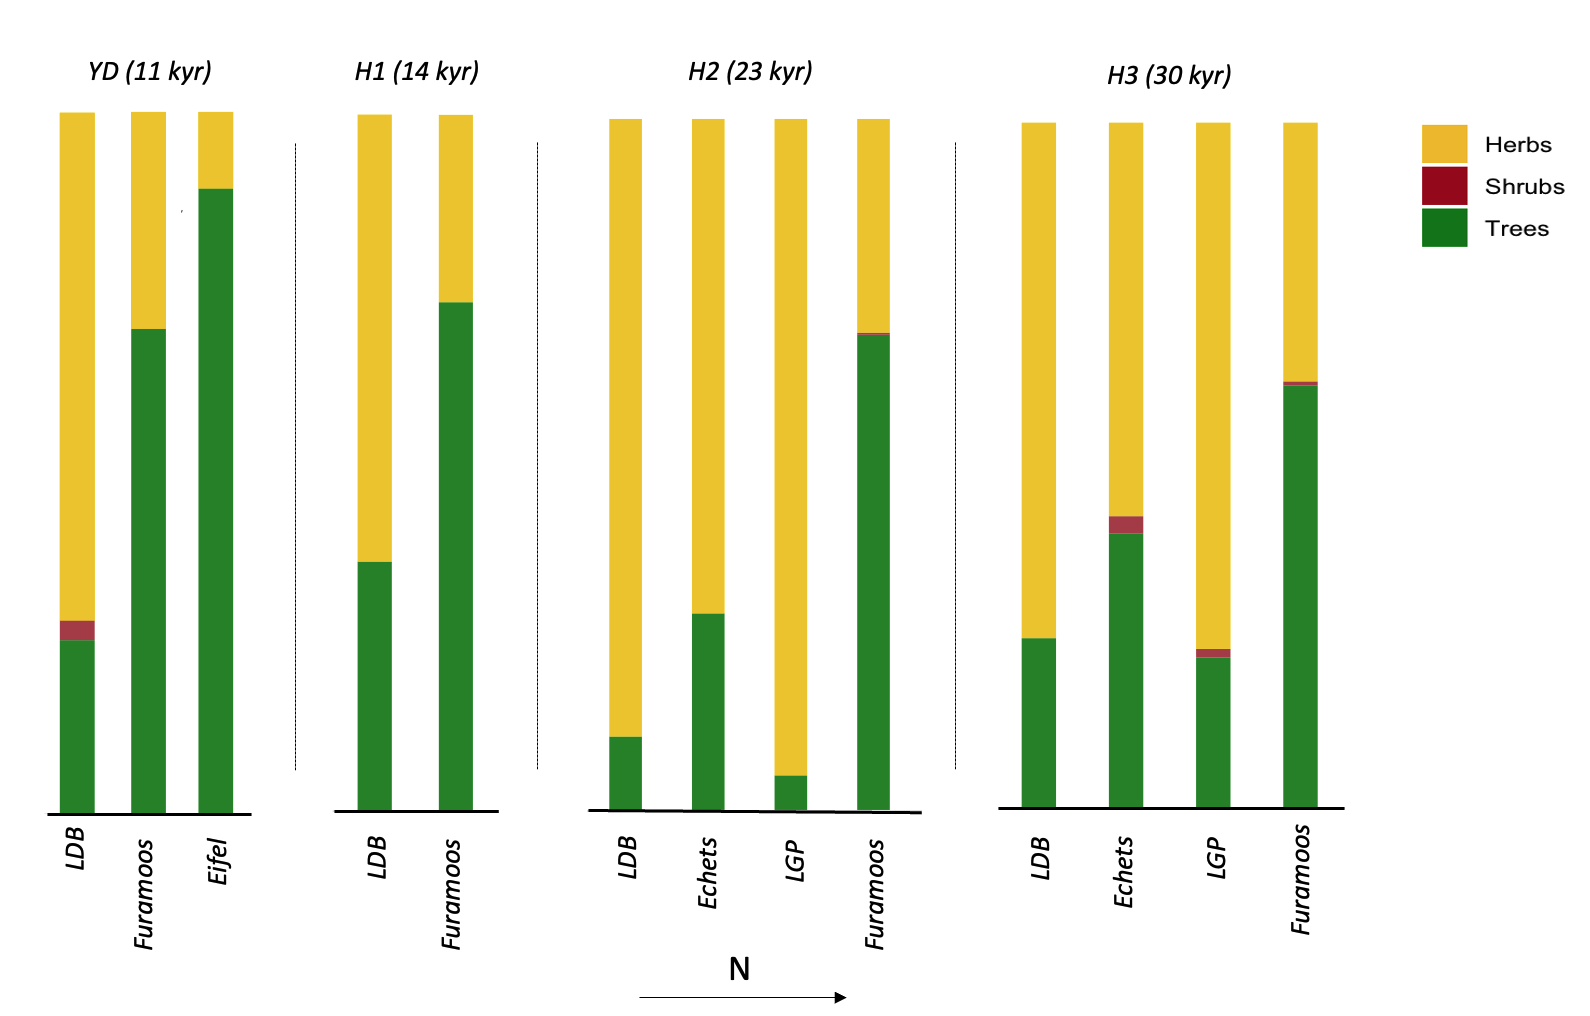 YD (11 kyr)
H1 (14 kyr)
H2 (23 kyr)
H3 (30 kyr)
Herbs
Shrubs
Trees
LDB
Furamoos
Eifel
LDB
Furamoos
LDB
Echets
LGP
Furamoos
LDB
Echets
LGP
Furamoos
N